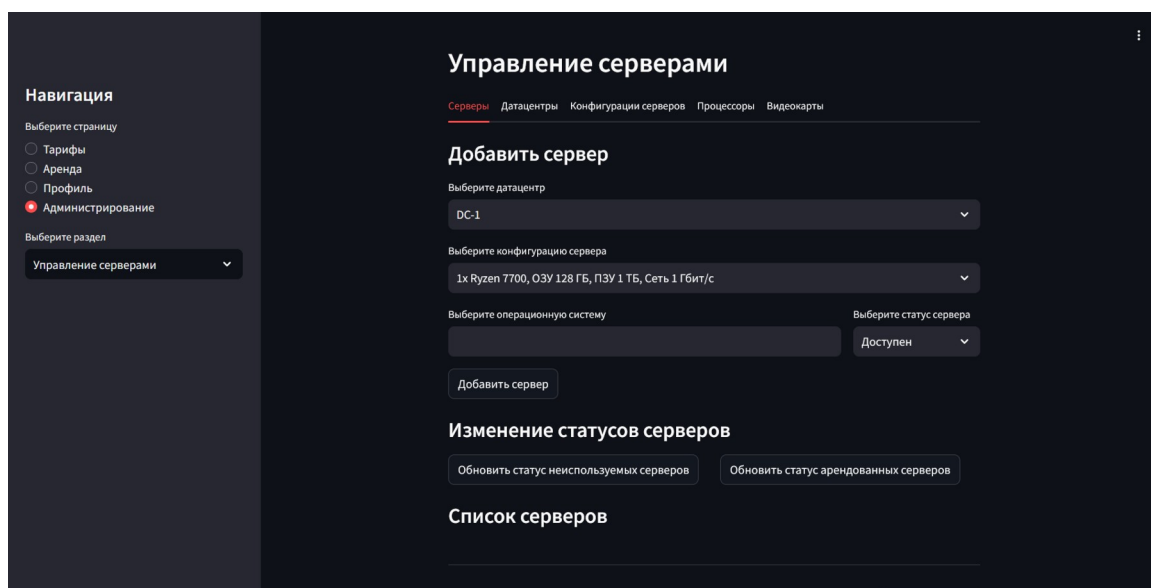 Навигация
Выберите страницу
Тарифы
Аренда
Профиль
Администрирование
Выберите раздел
Управление серверами
Управление серверами
Серверы Датацентры Конфигурации серверов Процессоры Видеокарты
Добавить сервер
Выберите датацентр
DC-1
Выберите конфигурацию сервера
1x Ryzen 7700, ОЗУ 128 ГБ, ПЗУ 1 ТБ, Сеть 1 Гбит/с
Выберите операционную систему Выберите статус сервера
Доступен
Добавить сервер
Изменение статусов серверов
Обновить статус неиспользуемых серверов Обновить статус арендованных серверов
Список серверов